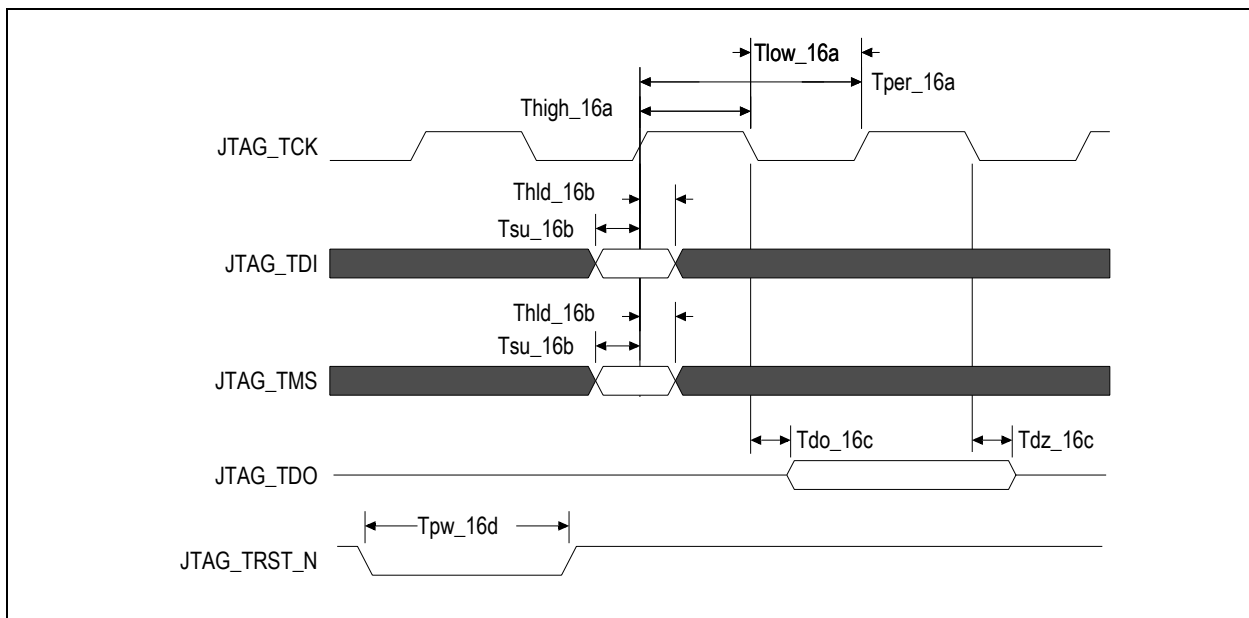 Tlow_16a
Tper_16a
Thigh_16a
JTAG_TCK
Thld_16b
Tsu_16b
JTAG_TDI
Thld_16b
Tsu_16b
JTAG_TMS
Tdo_16c
Tdz_16c
JTAG_TDO
Tpw_16d
JTAG_TRST_N